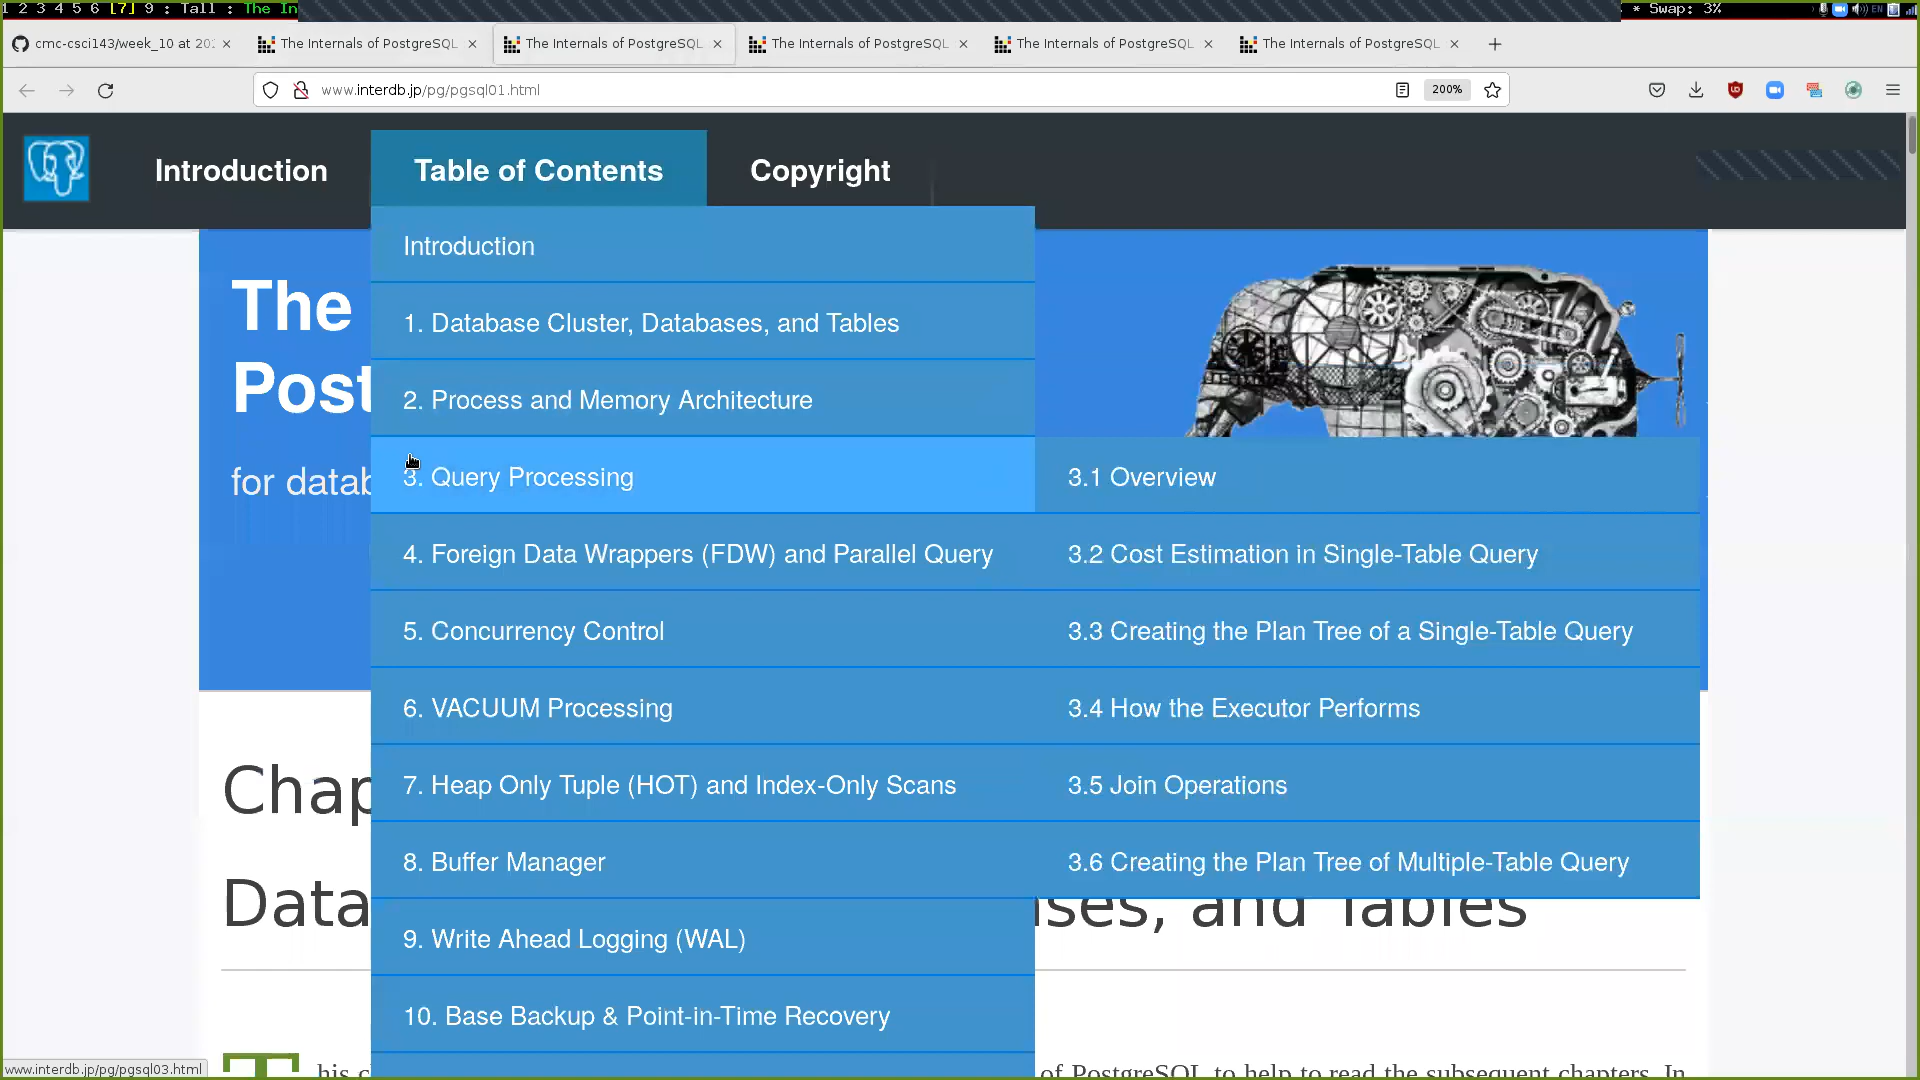 1 2 3 4 5 6 [7] 9 : Tall : The In
* Swap: 3%
EN
cmc-csci143/week_10 at 202
The Internals of PostgreSQL
The Internals of PostgreSQL
The Internals of PostgreSQL
The Internals of PostgreSQL
The Internals of PostgreSQL
www.interdb.jp/pg/pgsql01.html
200%
Introduction
Table of Contents
Copyright
The
Post
for datab
Introduction
1. Database Cluster, Databases, and Tables
2. Process and Memory Architecture
3. Query Processing
3.1 Overview
4. Foreign Data Wrappers (FDW) and Parallel Query
3.2 Cost Estimation in Single-Table Query
5. Concurrency Control
3.3 Creating the Plan Tree of a Single-Table Query
6. VACUUM Processing
3.4 How the Executor Performs
7. Heap Only Tuple (HOT) and Index-Only Scans
3.5 Join Operations
8. Buffer Manager
3.6 Creating the Plan Tree of Multiple-Table Query
9. Write Ahead Logging (WAL)
10. Base Backup & Point-in-Time Recovery
Chap
Data
ses, and Tables
This c
of PostgreSQL to help to read the subsequent chapters. In
www.interdb.jp/pg/pgsql03.html